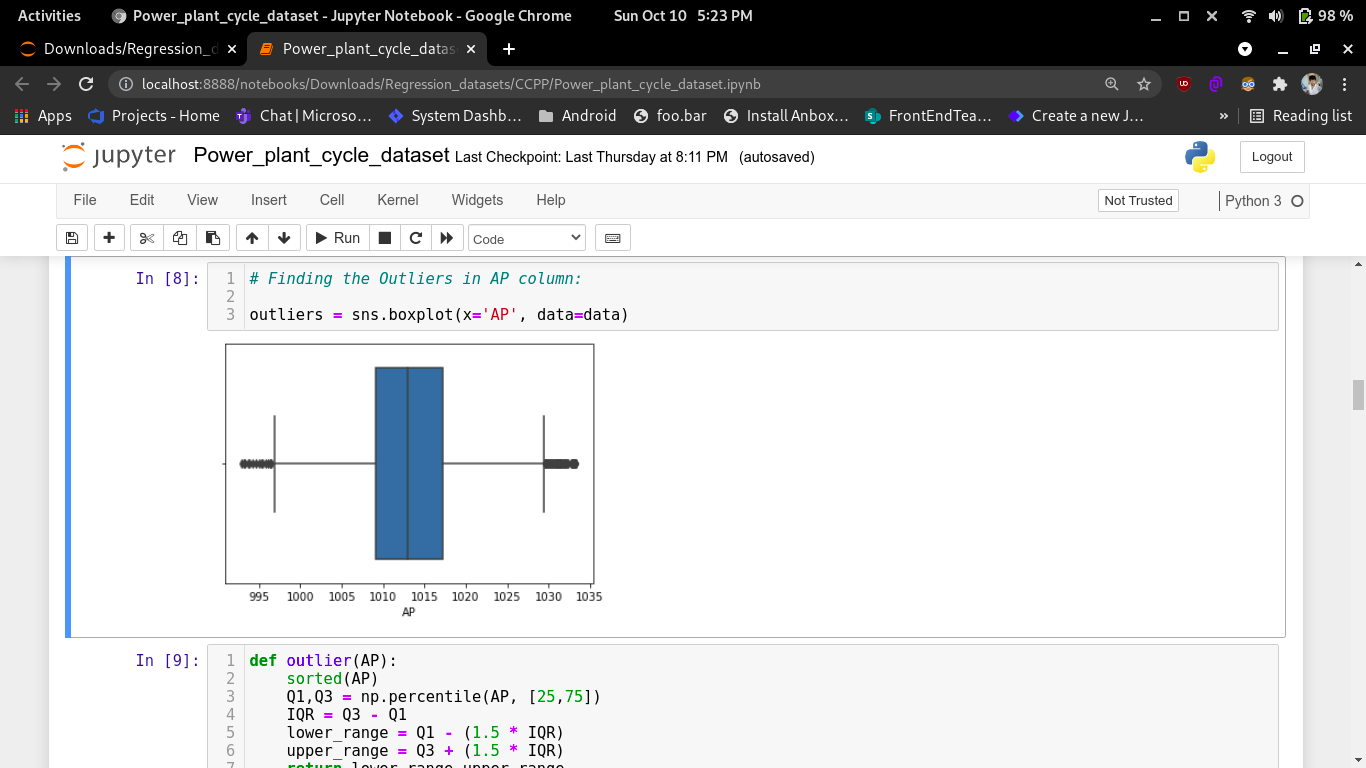 Activities Power_plant_cycle_dataset - Jupyter Notebook - Google Chrome Sun Oct 10 5:23 PM 98 %
Downloads/Regression_d Power_plant_cycle_datas
localhost:8888/notebooks/Downloads/Regression_datasets/CCPP/Power_plant_cycle_dataset.ipynb
Apps Projects - Home Chat | Microso… System Dashb… Android foo.bar Install Anbox… FrontEndTea… Create a new J… » Reading list
jupyter Power_plant_cycle_dataset Last Checkpoint: Last Thursday at 8:11 PM (autosaved) Logout
File Edit View Insert Cell Kernel Widgets Help Not Trusted Python 3
Run Code
In [8]: 1 # Finding the Outliers in AP column:
2
3 outliers = sns.boxplot(x='AP', data=data)
995 1000 1005 1010 1015 1020 1025 1030 1035
AP
In [9]: 1 def outlier(AP):
2 sorted(AP)
3 Q1,Q3 = np.percentile(AP, [25,75])
4 IQR = Q3 - Q1
5 lower_range = Q1 - (1.5 * IQR)
6 upper_range = Q3 + (1.5 * IQR)
7 return lower_range,upper_range